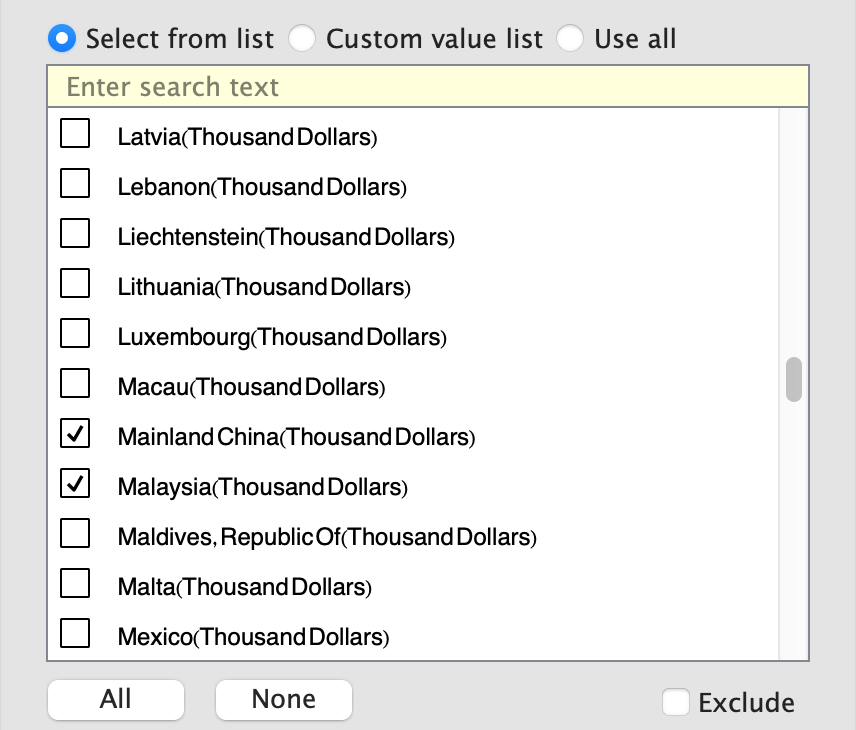 Select from list Custom value list Use all
Enter search text
Latvia(Thousand Dollars)
Lebanon(Thousand Dollars)
Liechtenstein(Thousand Dollars)
Lithuania(Thousand Dollars)
Luxembourg(Thousand Dollars)
Macau(Thousand Dollars)
Mainland China(Thousand Dollars)
Malaysia(Thousand Dollars)
Maldives, Republic Of(Thousand Dollars)
Malta(Thousand Dollars)
Mexico(Thousand Dollars)
All None Exclude